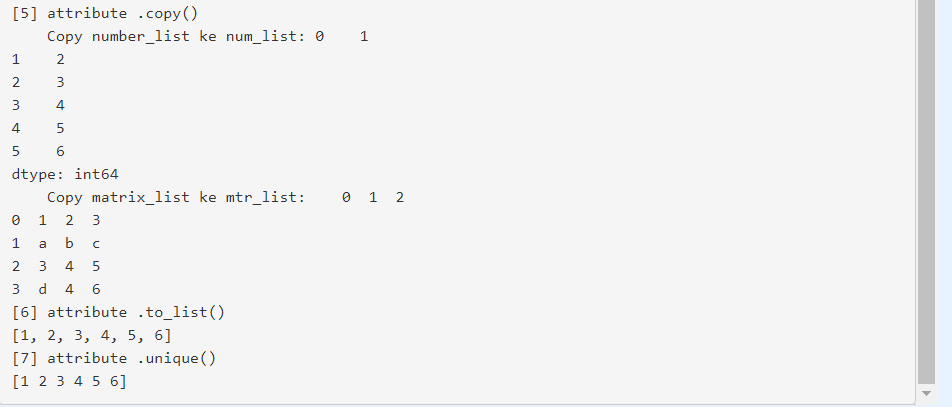 [5] attribute .copy()
    Copy number_list ke num_list: 0    1
1    2
2    3
3    4
4    5
5    6
dtype: int64
    Copy matrix_list ke mtr_list:    0  1  2
0  1  2  3
1  a  b  c
2  3  4  5
3  d  4  6
[6] attribute .to_list()
[1, 2, 3, 4, 5, 6]
[7] attribute .unique()
[1 2 3 4 5 6]